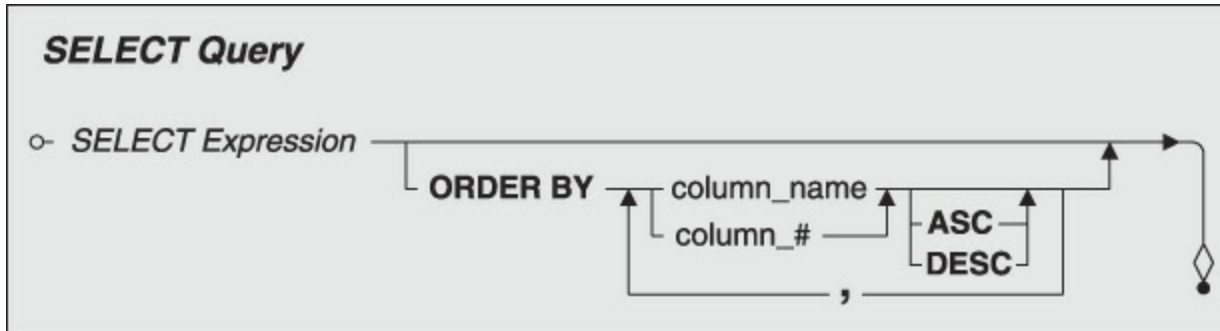 SELECT Query
SELECT Expression
ORDER BY column_name
column_# ASC
DESC
,